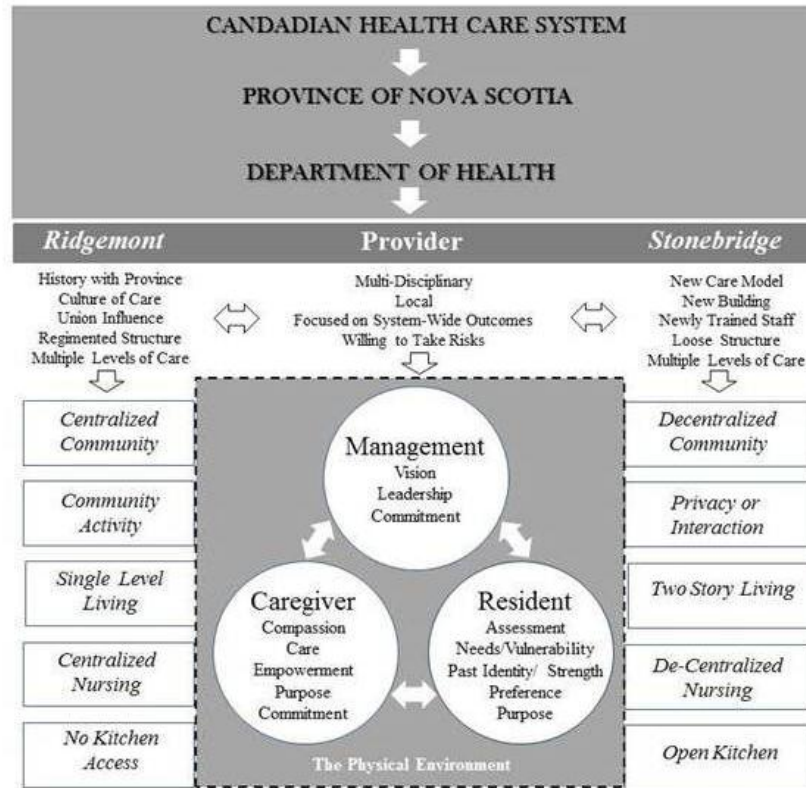 CANDADIAN HEALTH CARE SYSTEM
PROVINCE OF NOVA SCOTIA
DEPARTMENT OF HEALTH
Ridgemont
Provider
Stonebridge
History with Province
Culture of Care
Union Influence
Regimented Structure
Multiple Levels of Care
Multi-Disciplinary
Local
Focused on System-Wide Outcomes
Willing to Take Risks
New Care Model
New Building
Newly Trained Staff
Loose Structure
Multiple Levels of Care
Centralized
Community
Community
Activity
Single Level
Living
Centralized
Nursing
No Kitchen
Access
Management
Vision
Leadership
Commitment
Caregiver
Compassion
Care
Empowerment
Purpose
Commitment
Resident
Assessment
Needs/Vulnerability
Past Identity/ Strength
Preference
Purpose
The Physical Environment
Decentralized
Community
Privacy or
Interaction
Two Story Living
De-Centralized
Nursing
Open Kitchen